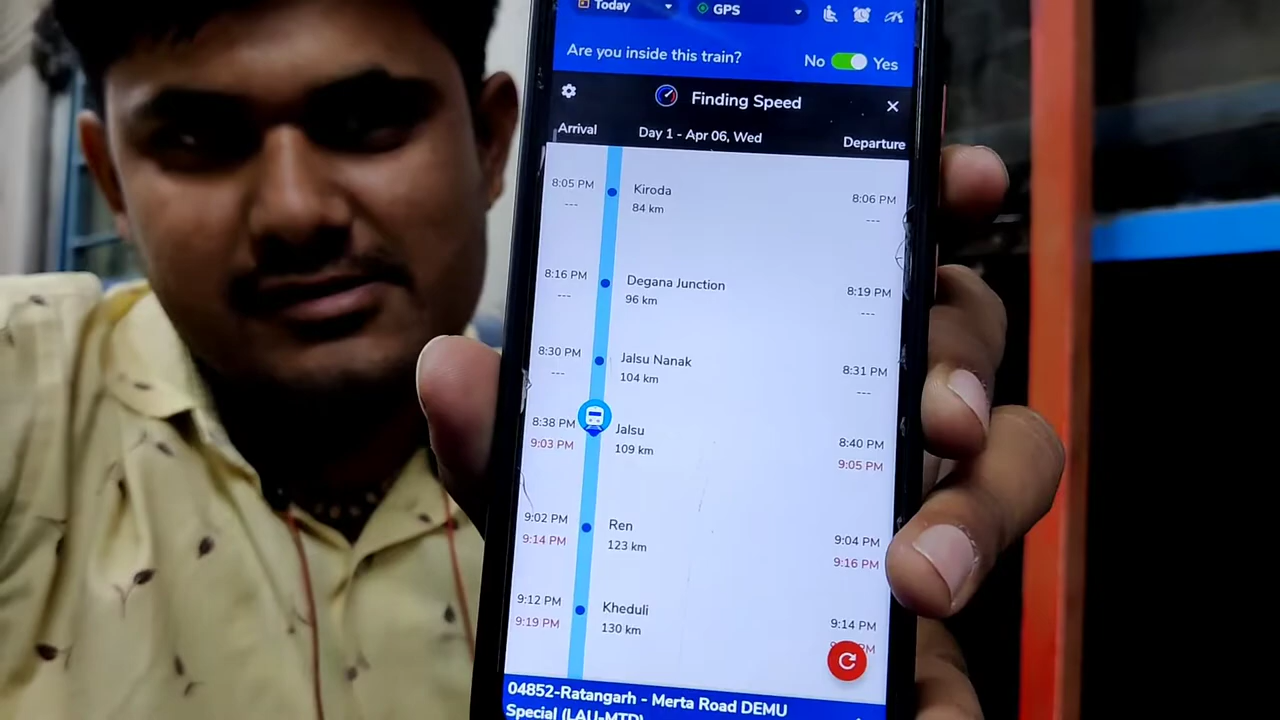 Today
GPS
Are you inside this train?
No
Yes
Finding Speed
Arrival
Day 1 - Apr 06, Wed
Departure
8:05 PM
Kiroda
8:06 PM
---
84 km
---
8:16 PM
Degana Junction
8:19 PM
---
96 km
---
8:30 PM
Jalsu Nanak
8:31 PM
---
104 km
---
8:38 PM
Jalsu
8:40 PM
9:03 PM
109 km
9:05 PM
9:02 PM
Ren
9:04 PM
9:14 PM
123 km
9:16 PM
9:12 PM
Kheduli
9:14 PM
9:19 PM
130 km
04852-Ratangarh - Merta Road DEMU
Special (LAU-MTD)